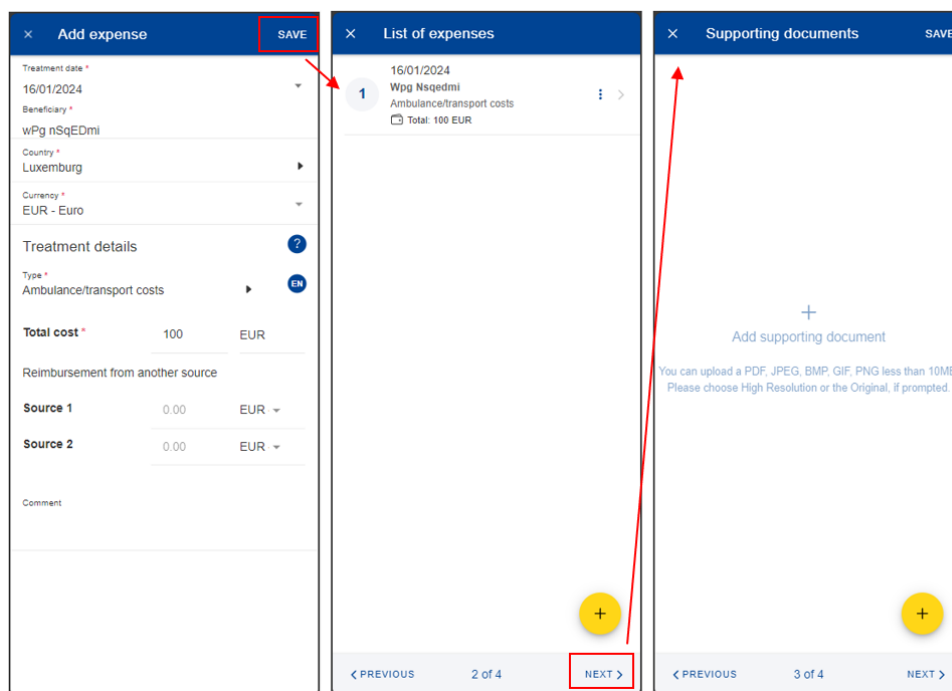 × Add expense SAVE
Treatment date *
16/01/2024
Beneficiary *
wPg nSqEDmi
Country *
Luxemburg
Currency *
EUR - Euro
Treatment details ?
Type *
Ambulance/transport costs EN
Total cost * 100 EUR
Reimbursement from another source
Source 1 0.00 EUR
Source 2 0.00 EUR
Comment
× List of expenses
1
16/01/2024
Wpg Nsqedmi
Ambulance/transport costs
Total: 100 EUR
+
< PREVIOUS 2 of 4 NEXT >
× Supporting documents SAVE
+
Add supporting document
You can upload a PDF, JPEG, BMP, GIF, PNG less than 10MB
Please choose High Resolution or the Original, if prompted.
+
< PREVIOUS 3 of 4 NEXT >